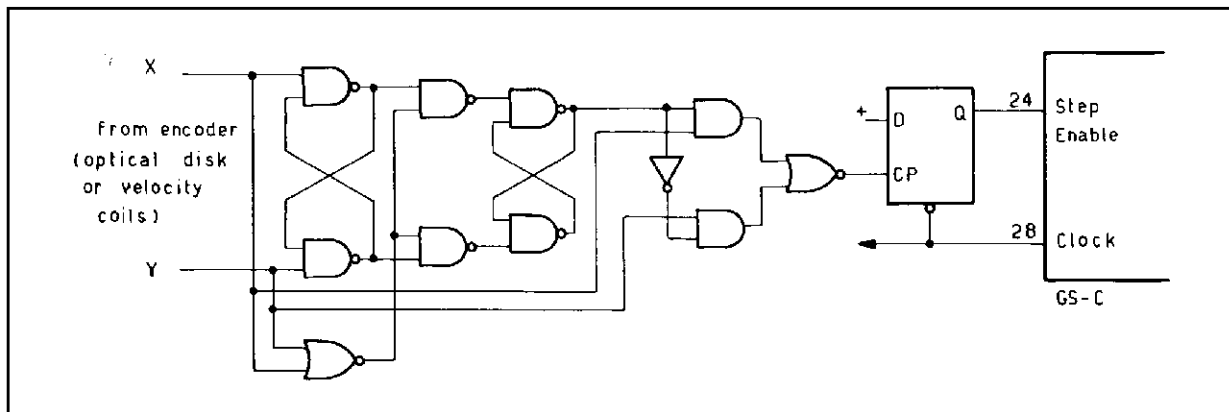 X
from encoder
(optical disk
or velocity
coils)
Y
+
D
Q
CP
24
Step
Enable
28
Clock
GS-C